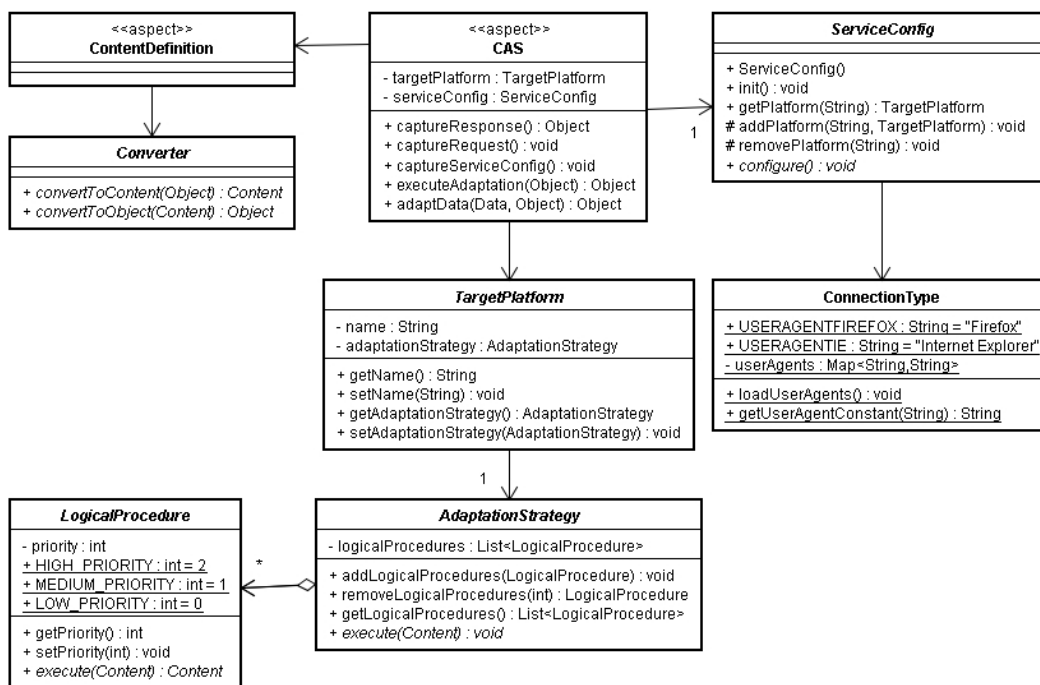 <<aspect>>
ContentDefinition
<<aspect>>
CAS
- targetPlatform : TargetPlatform
- serviceConfig : ServiceConfig
+ captureResponse() : Object
+ captureRequest() : void
+ captureServiceConfig() : void
+ executeAdaptation(Object) : Object
+ adaptData(Data, Object) : Object
1
ServiceConfig
+ ServiceConfig()
+ init() : void
+ getPlatform(String) : TargetPlatform
# addPlatform(String, TargetPlatform) : void
# removePlatform(String) : void
+ configure() : void
Converter
+ convertToContent(Object) : Content
+ convertToObject(Content) : Object
TargetPlatform
- name : String
- adaptationStrategy : AdaptationStrategy
+ getName() : String
+ setName(String) : void
+ getAdaptationStrategy() : AdaptationStrategy
+ setAdaptationStrategy(AdaptationStrategy) : void
ConnectionType
+ USERAGENTFIREFOX : String = "Firefox"
+ USERAGENTIE : String = "Internet Explorer"
- userAgents : Map<String,String>
+ loadUserAgents() : void
+ getUserAgentConstant(String) : String
1
LogicalProcedure
- priority : int
+ HIGH_PRIORITY : int = 2
+ MEDIUM_PRIORITY : int = 1
+ LOW_PRIORITY : int = 0
+ getPriority() : int
+ setPriority(int) : void
+ execute(Content) : Content
*
AdaptationStrategy
- logicalProcedures : List<LogicalProcedure>
+ addLogicalProcedures(LogicalProcedure) : void
+ removeLogicalProcedures(int) : LogicalProcedure
+ getLogicalProcedures() : List<LogicalProcedure>
+ execute(Content) : void